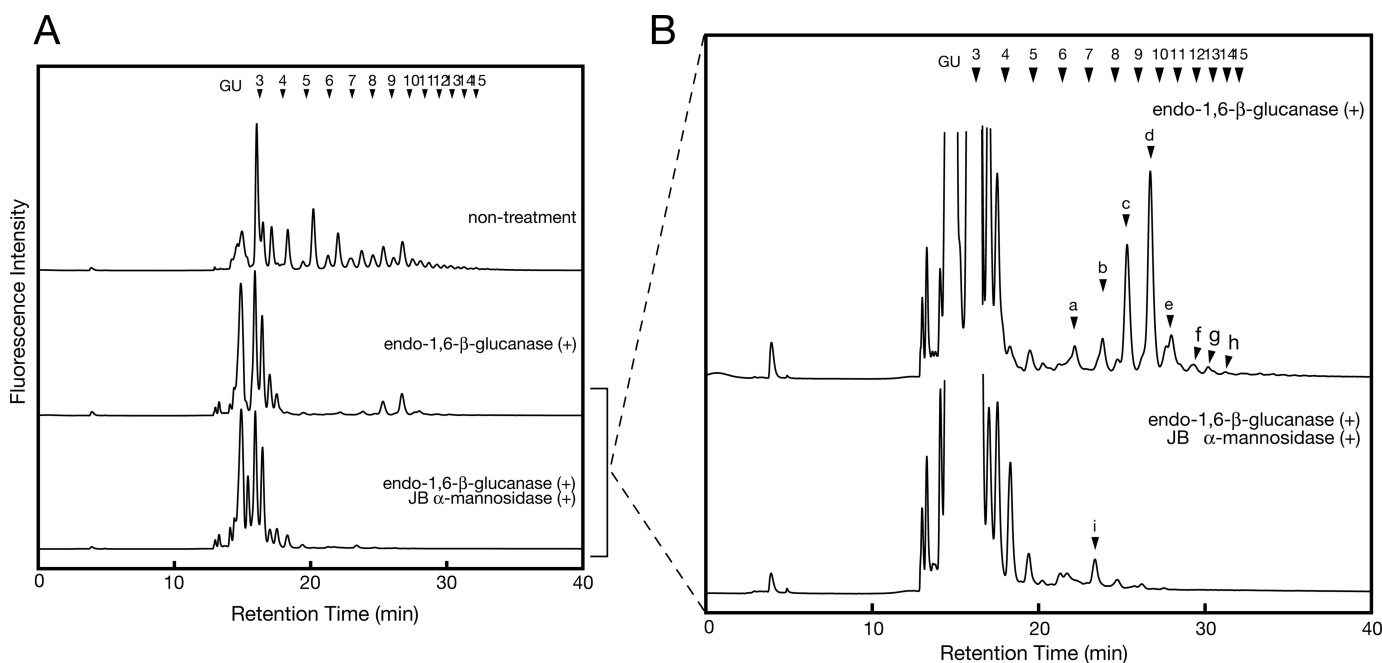 A
GU 3 4 5 6 7 8 9 10 11 12 13 14 15
non-treatment
endo-1,6-β-glucanase (+)
endo-1,6-β-glucanase (+)
JB α-mannosidase (+)
Fluorescence Intensity
0 10 20 30 40
Retention Time (min)
B
GU 3 4 5 6 7 8 9 10 11 12 13 14 15
endo-1,6-β-glucanase (+)
a b c d e f g h
endo-1,6-β-glucanase (+)
JB α-mannosidase (+)
i
0 10 20 30 40
Retention Time (min)